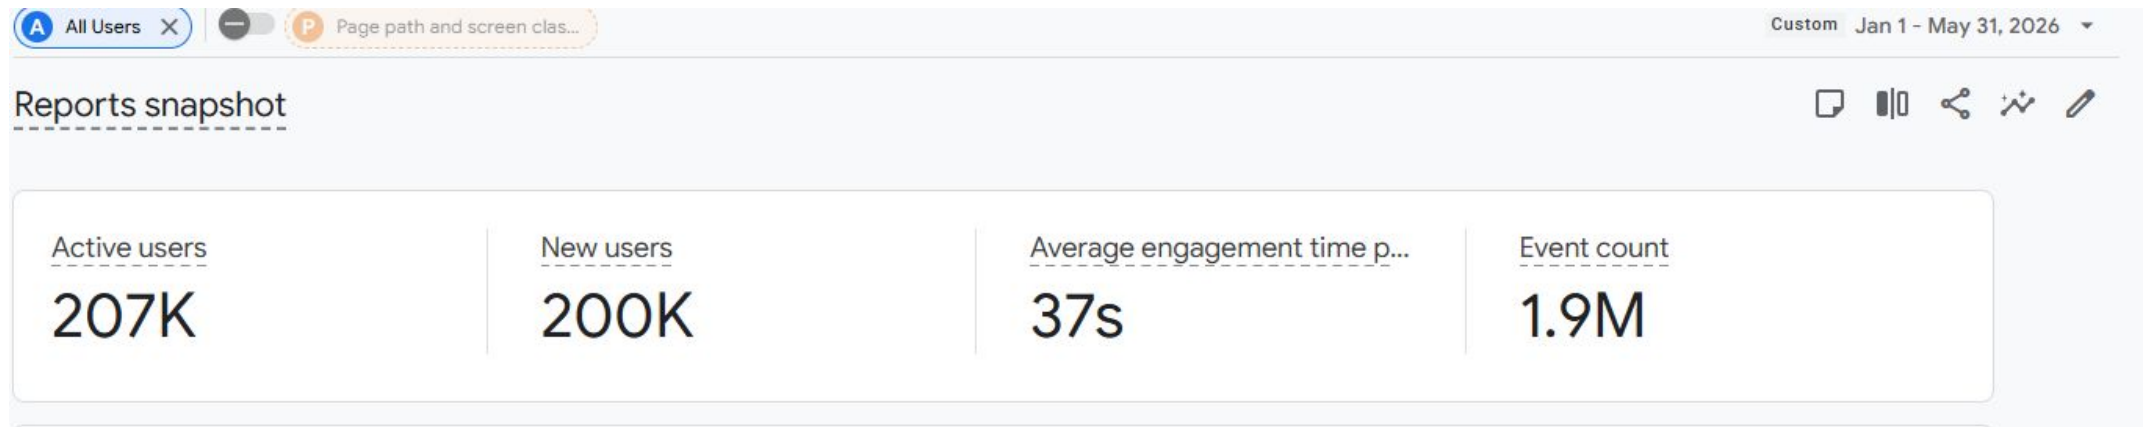 A All Users P Page path and screen clas... Custom Jan 1 - May 31, 2026
Reports snapshot
Active users New users Average engagement time p... Event count
207K 200K 37s 1.9M